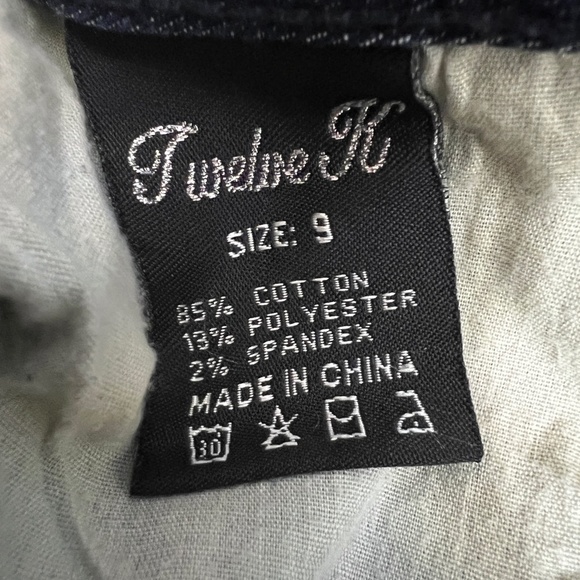 Twelve K
SIZE: 9
85% COTTON
13% POLYESTER
2% SPANDEX
MADE IN CHINA
30